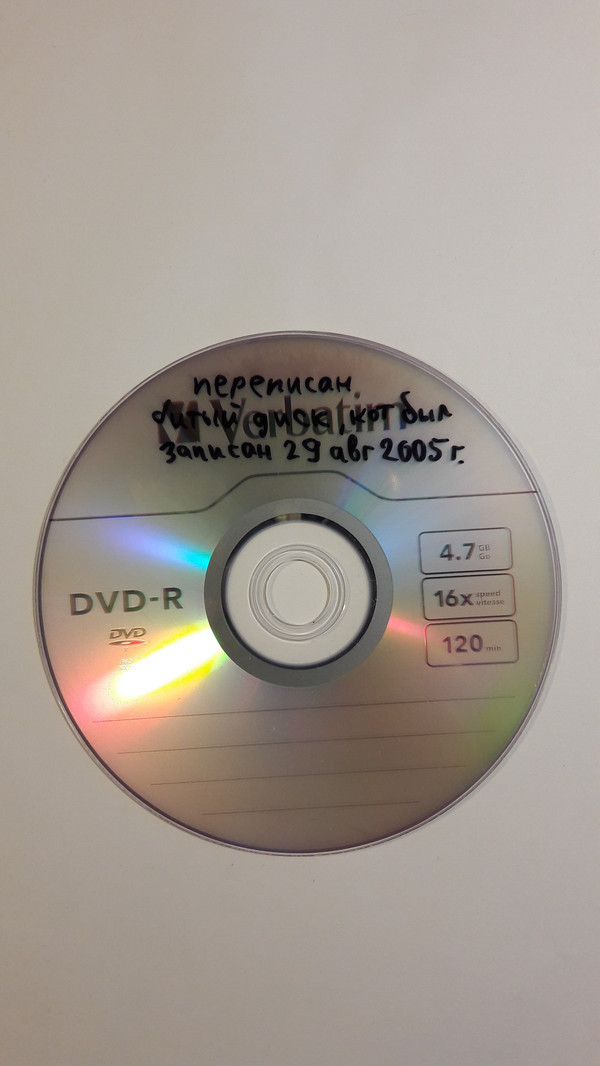 переписан
битый диск, кот был
записан 29 авг 2005 г.
Verbatim
DVD-R
DVD
4.7 GB Go
16x speed vitesse
120 min